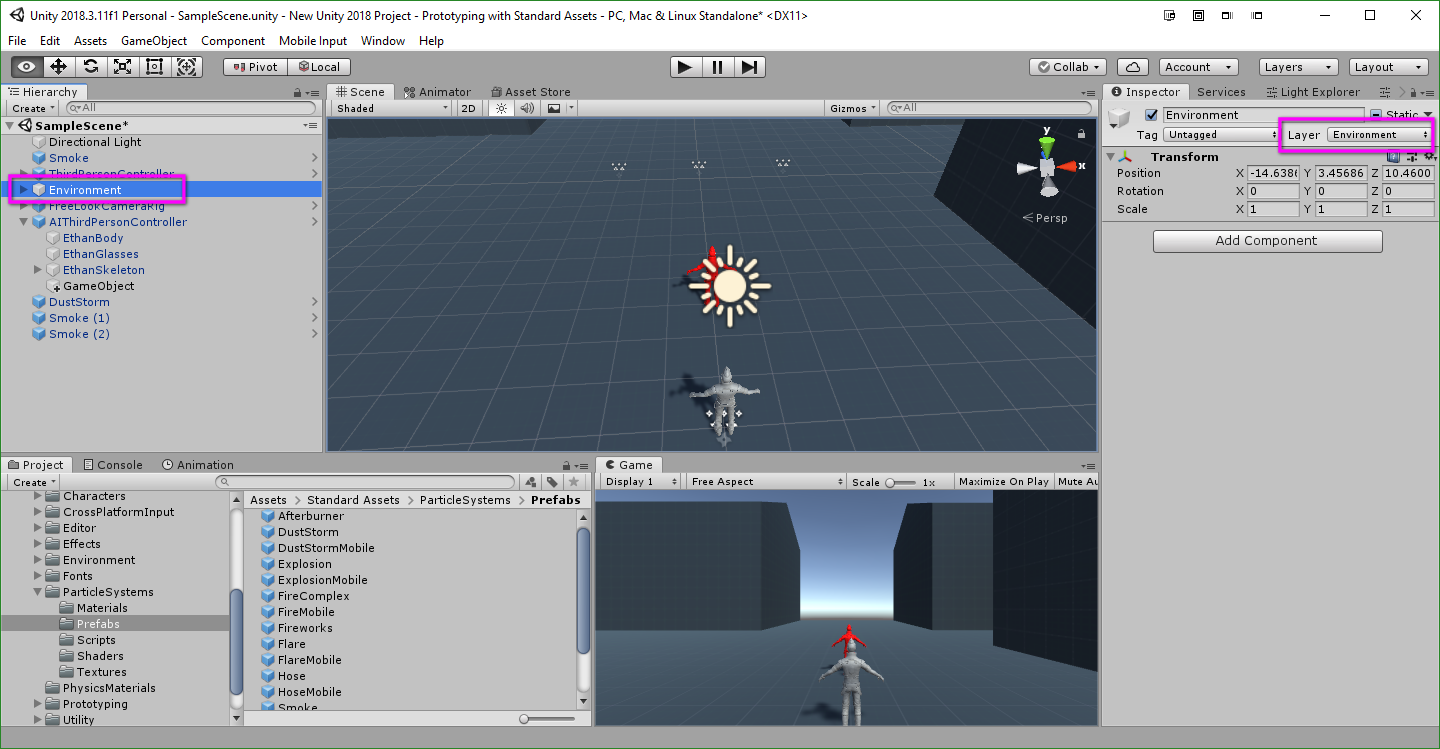 Unity 2018.3.11f1 Personal - SampleScene.unity - New Unity 2018 Project - Prototyping with Standard Assets - PC, Mac & Linux Standalone* <DX11>
File Edit Assets GameObject Component Mobile Input Window Help
Pivot Local Collab Account Layers Layout
Hierarchy
Create All
SampleScene*
Directional Light
Smoke
ThirdPersonController
Environment
FreeLookCameraRig
AIThirdPersonController
EthanBody
EthanGlasses
EthanSkeleton
GameObject
DustStorm
Smoke (1)
Smoke (2)
Scene Animator Asset Store
Shaded 2D Gizmos All
y
x
Persp
Inspector Services Light Explorer
Environment Static
Tag Untagged Layer Environment
Transform
Position X -14.6386 Y 3.45686 Z 10.4600
Rotation X 0 Y 0 Z 0
Scale X 1 Y 1 Z 1
Add Component
Project Console Animation
Create
Characters
CrossPlatformInput
Editor
Effects
Environment
Fonts
ParticleSystems
Materials
Prefabs
Scripts
Shaders
Textures
PhysicsMaterials
Prototyping
Utility
Assets > Standard Assets > ParticleSystems > Prefabs
Afterburner
DustStorm
DustStormMobile
Explosion
ExplosionMobile
FireComplex
FireMobile
Fireworks
Flare
FlareMobile
Hose
HoseMobile
Smoke
Game
Display 1 Free Aspect Scale 1x Maximize On Play Mute Au